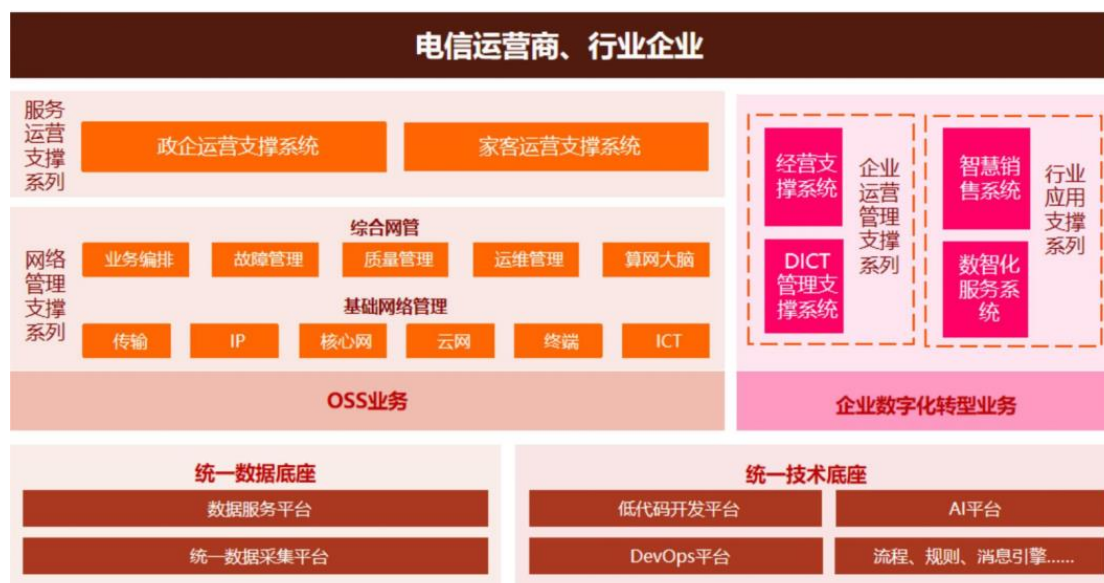 电信运营商、行业企业
服务
运营
支撑
系列
政企运营支撑系统
家客运营支撑系统
网络
管理
支撑
系列
综合网管
业务编排
故障管理
质量管理
运维管理
算网大脑
基础网络管理
传输
IP
核心网
云网
终端
ICT
OSS业务
经营支
撑系统
DICT
管理支
撑系统
企业
运营
管理
支撑
系列
智慧销
售系统
数智化
服务系
统
行业
应用
支撑
系列
企业数字化转型业务
统一数据底座
数据服务平台
统一数据采集平台
统一技术底座
低代码开发平台
AI平台
DevOps平台
流程、规则、消息引擎……